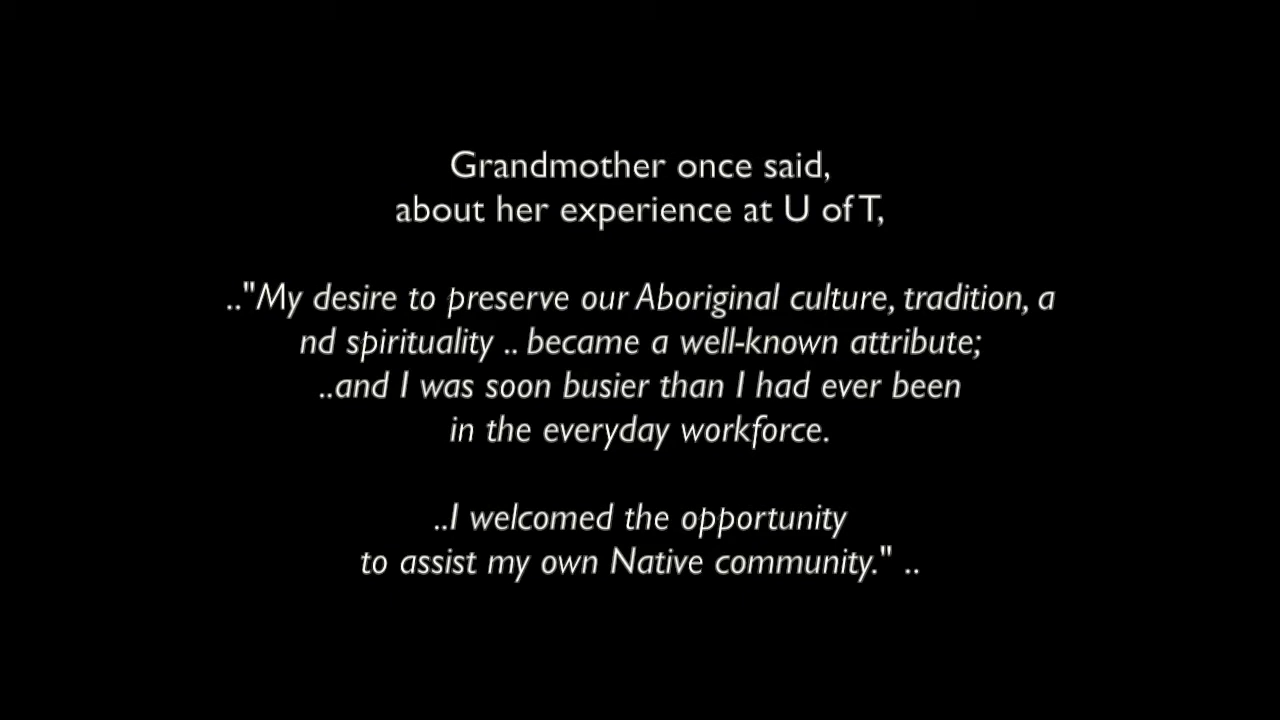 Grandmother once said,
about her experience at U of T,
.."My desire to preserve our Aboriginal culture, tradition, a
nd spirituality .. became a well-known attribute;
..and I was soon busier than I had ever been
in the everyday workforce.
..I welcomed the opportunity
to assist my own Native community." ..